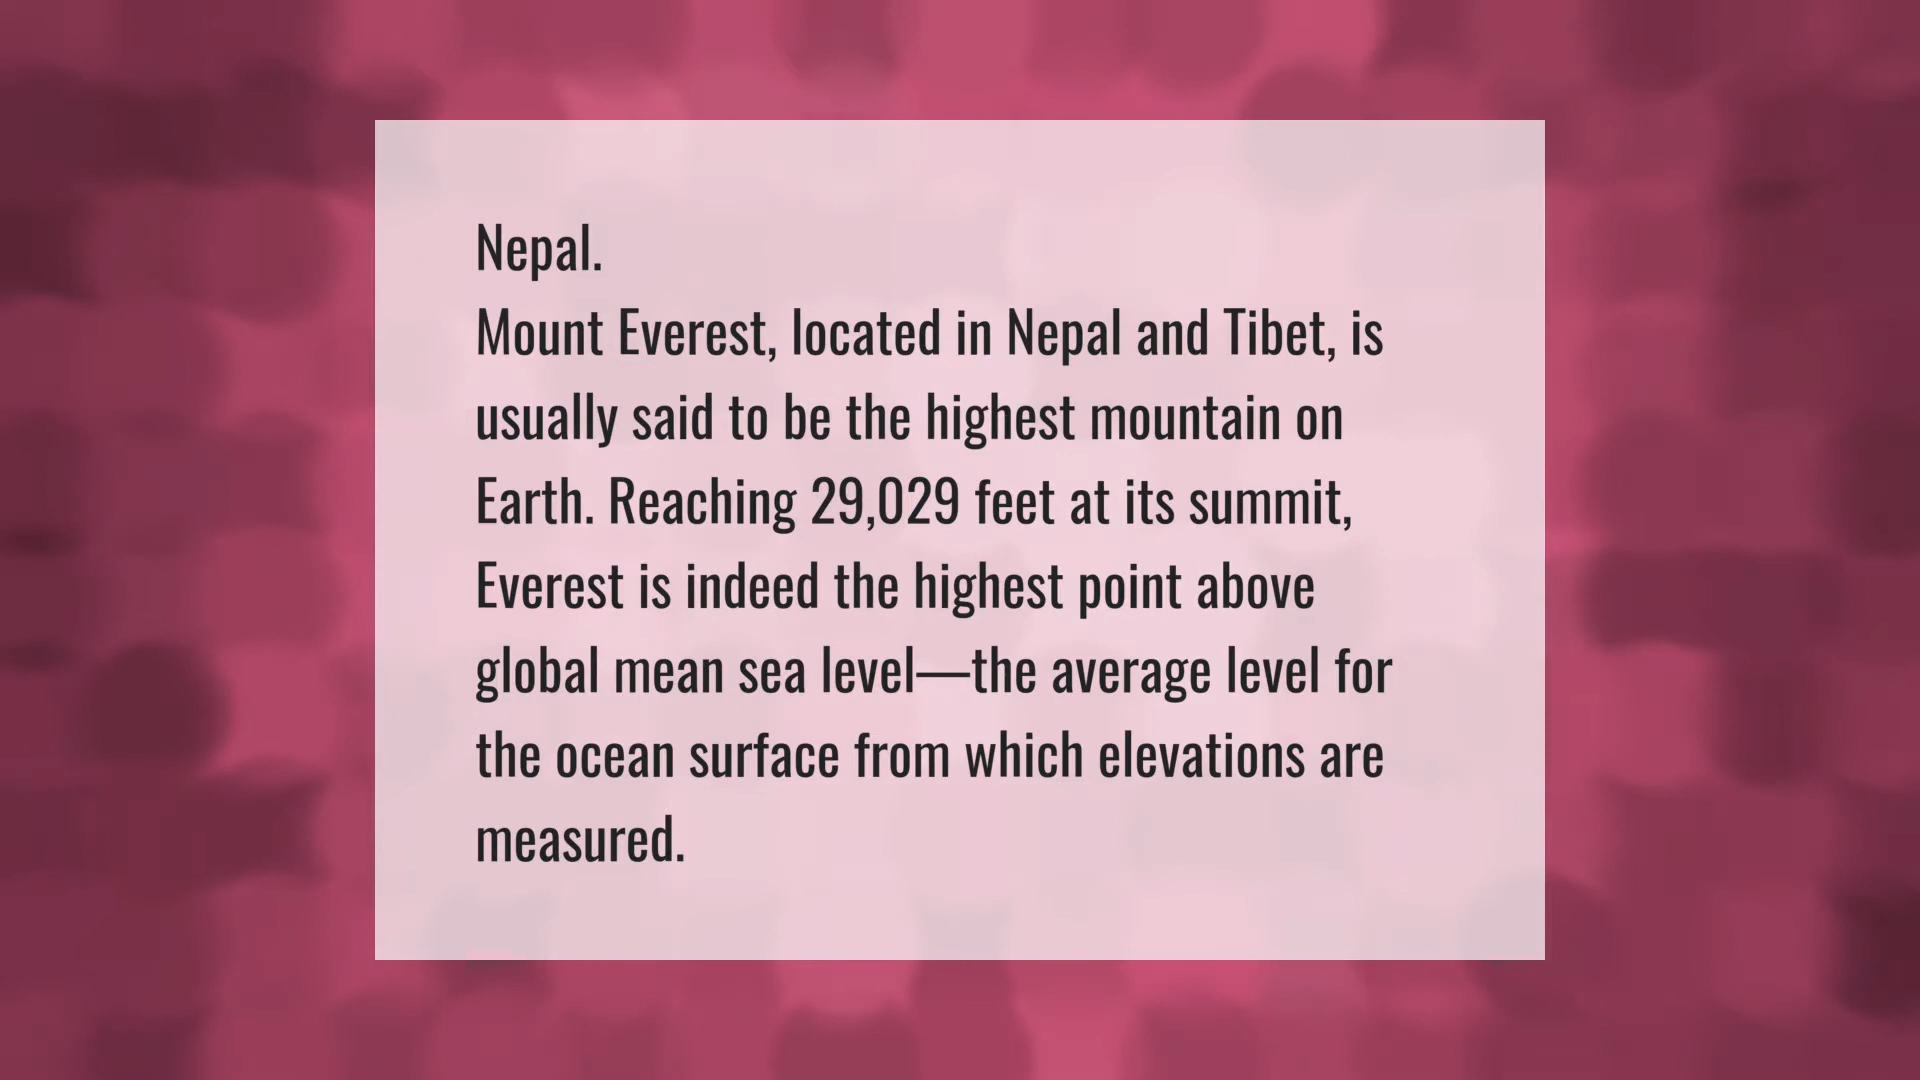 Nepal.
Mount Everest, located in Nepal and Tibet, is
usually said to be the highest mountain on
Earth. Reaching 29,029 feet at its summit,
Everest is indeed the highest point above
global mean sea level—the average level for
the ocean surface from which elevations are
measured.